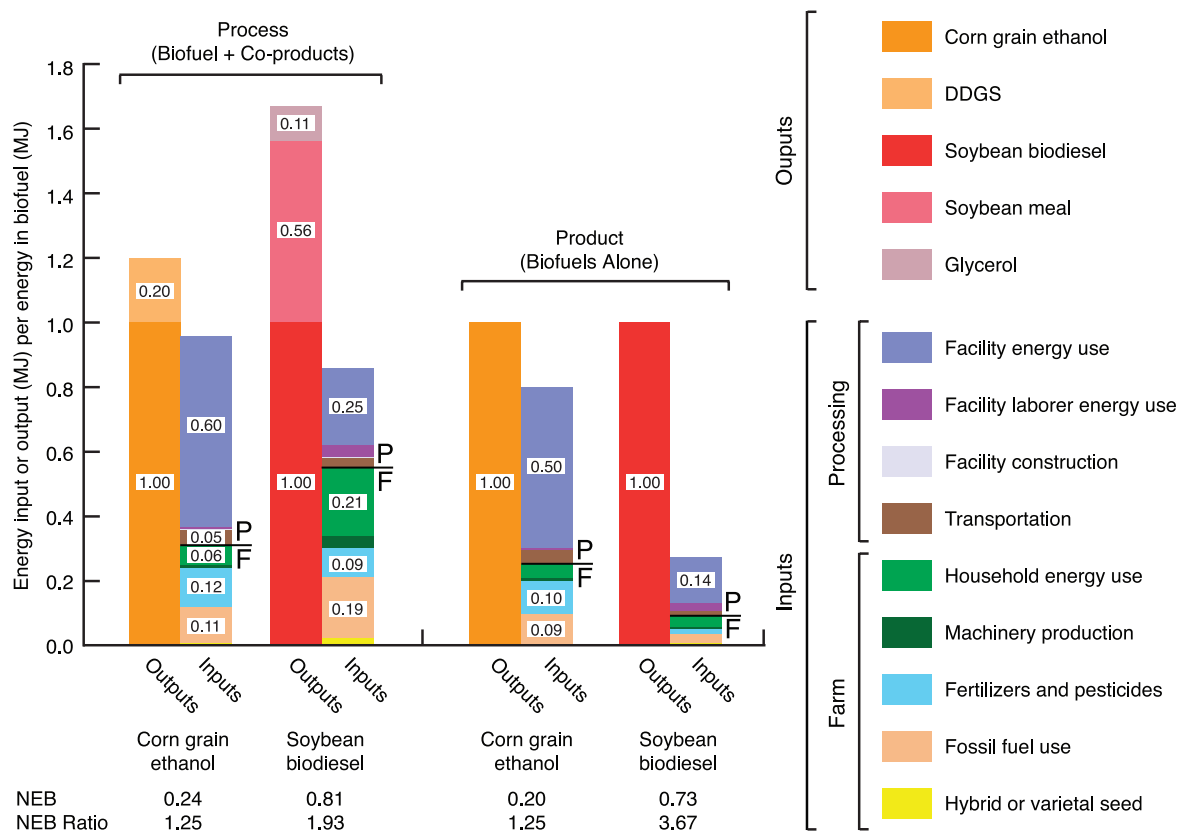 Process
(Biofuel + Co-products)
Product
(Biofuels Alone)
Energy input or output (MJ) per energy in biofuel (MJ)
1.8
1.6
1.4
1.2
1.0
0.8
0.6
0.4
0.2
0.0
0.20
1.00
0.60
0.05
0.06
0.12
0.11
P
F
0.11
0.56
1.00
0.25
0.21
0.09
0.19
P
F
1.00
0.50
0.10
0.09
P
F
1.00
0.14
P
F
Outputs
Inputs
Outputs
Inputs
Outputs
Inputs
Outputs
Inputs
Corn grain
ethanol
Soybean
biodiesel
Corn grain
ethanol
Soybean
biodiesel
NEB 0.24 0.81 0.20 0.73
NEB Ratio 1.25 1.93 1.25 3.67
Ouputs
Corn grain ethanol
DDGS
Soybean biodiesel
Soybean meal
Glycerol
Inputs
Processing
Facility energy use
Facility laborer energy use
Facility construction
Transportation
Farm
Household energy use
Machinery production
Fertilizers and pesticides
Fossil fuel use
Hybrid or varietal seed